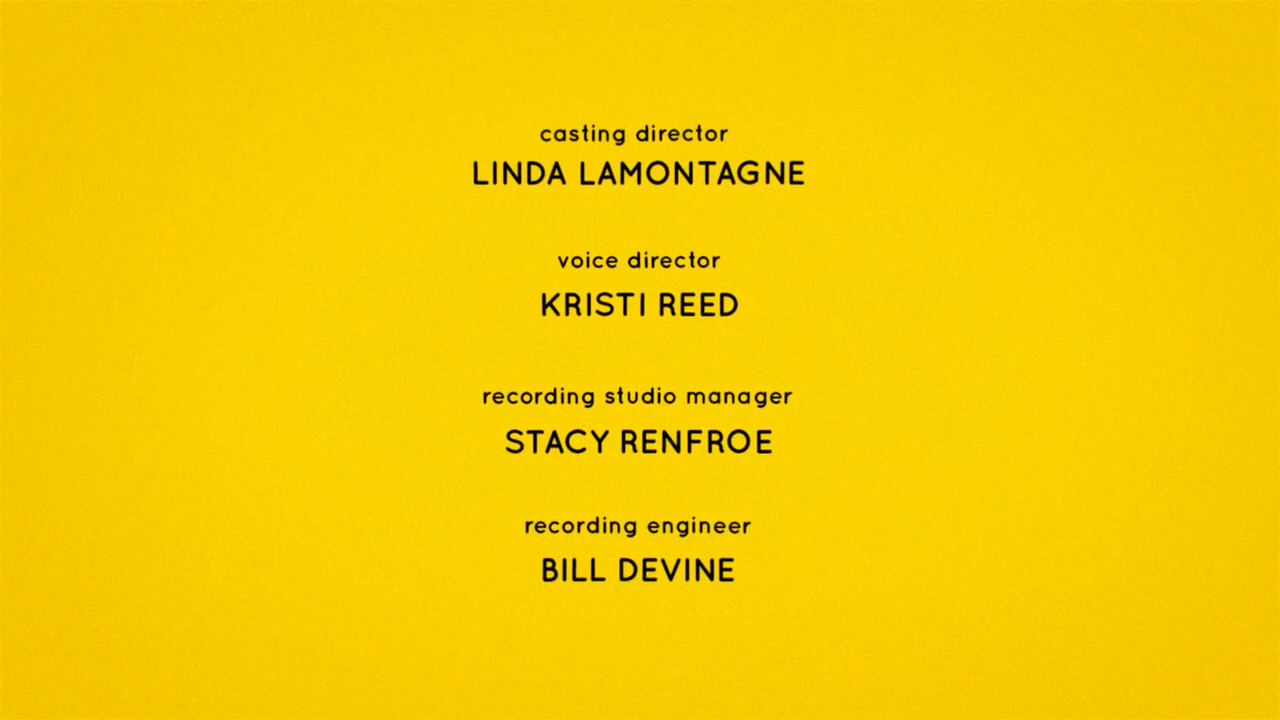 casting director
LINDA LAMONTAGNE
voice director
KRISTI REED
recording studio manager
STACY RENFROE
recording engineer
BILL DEVINE